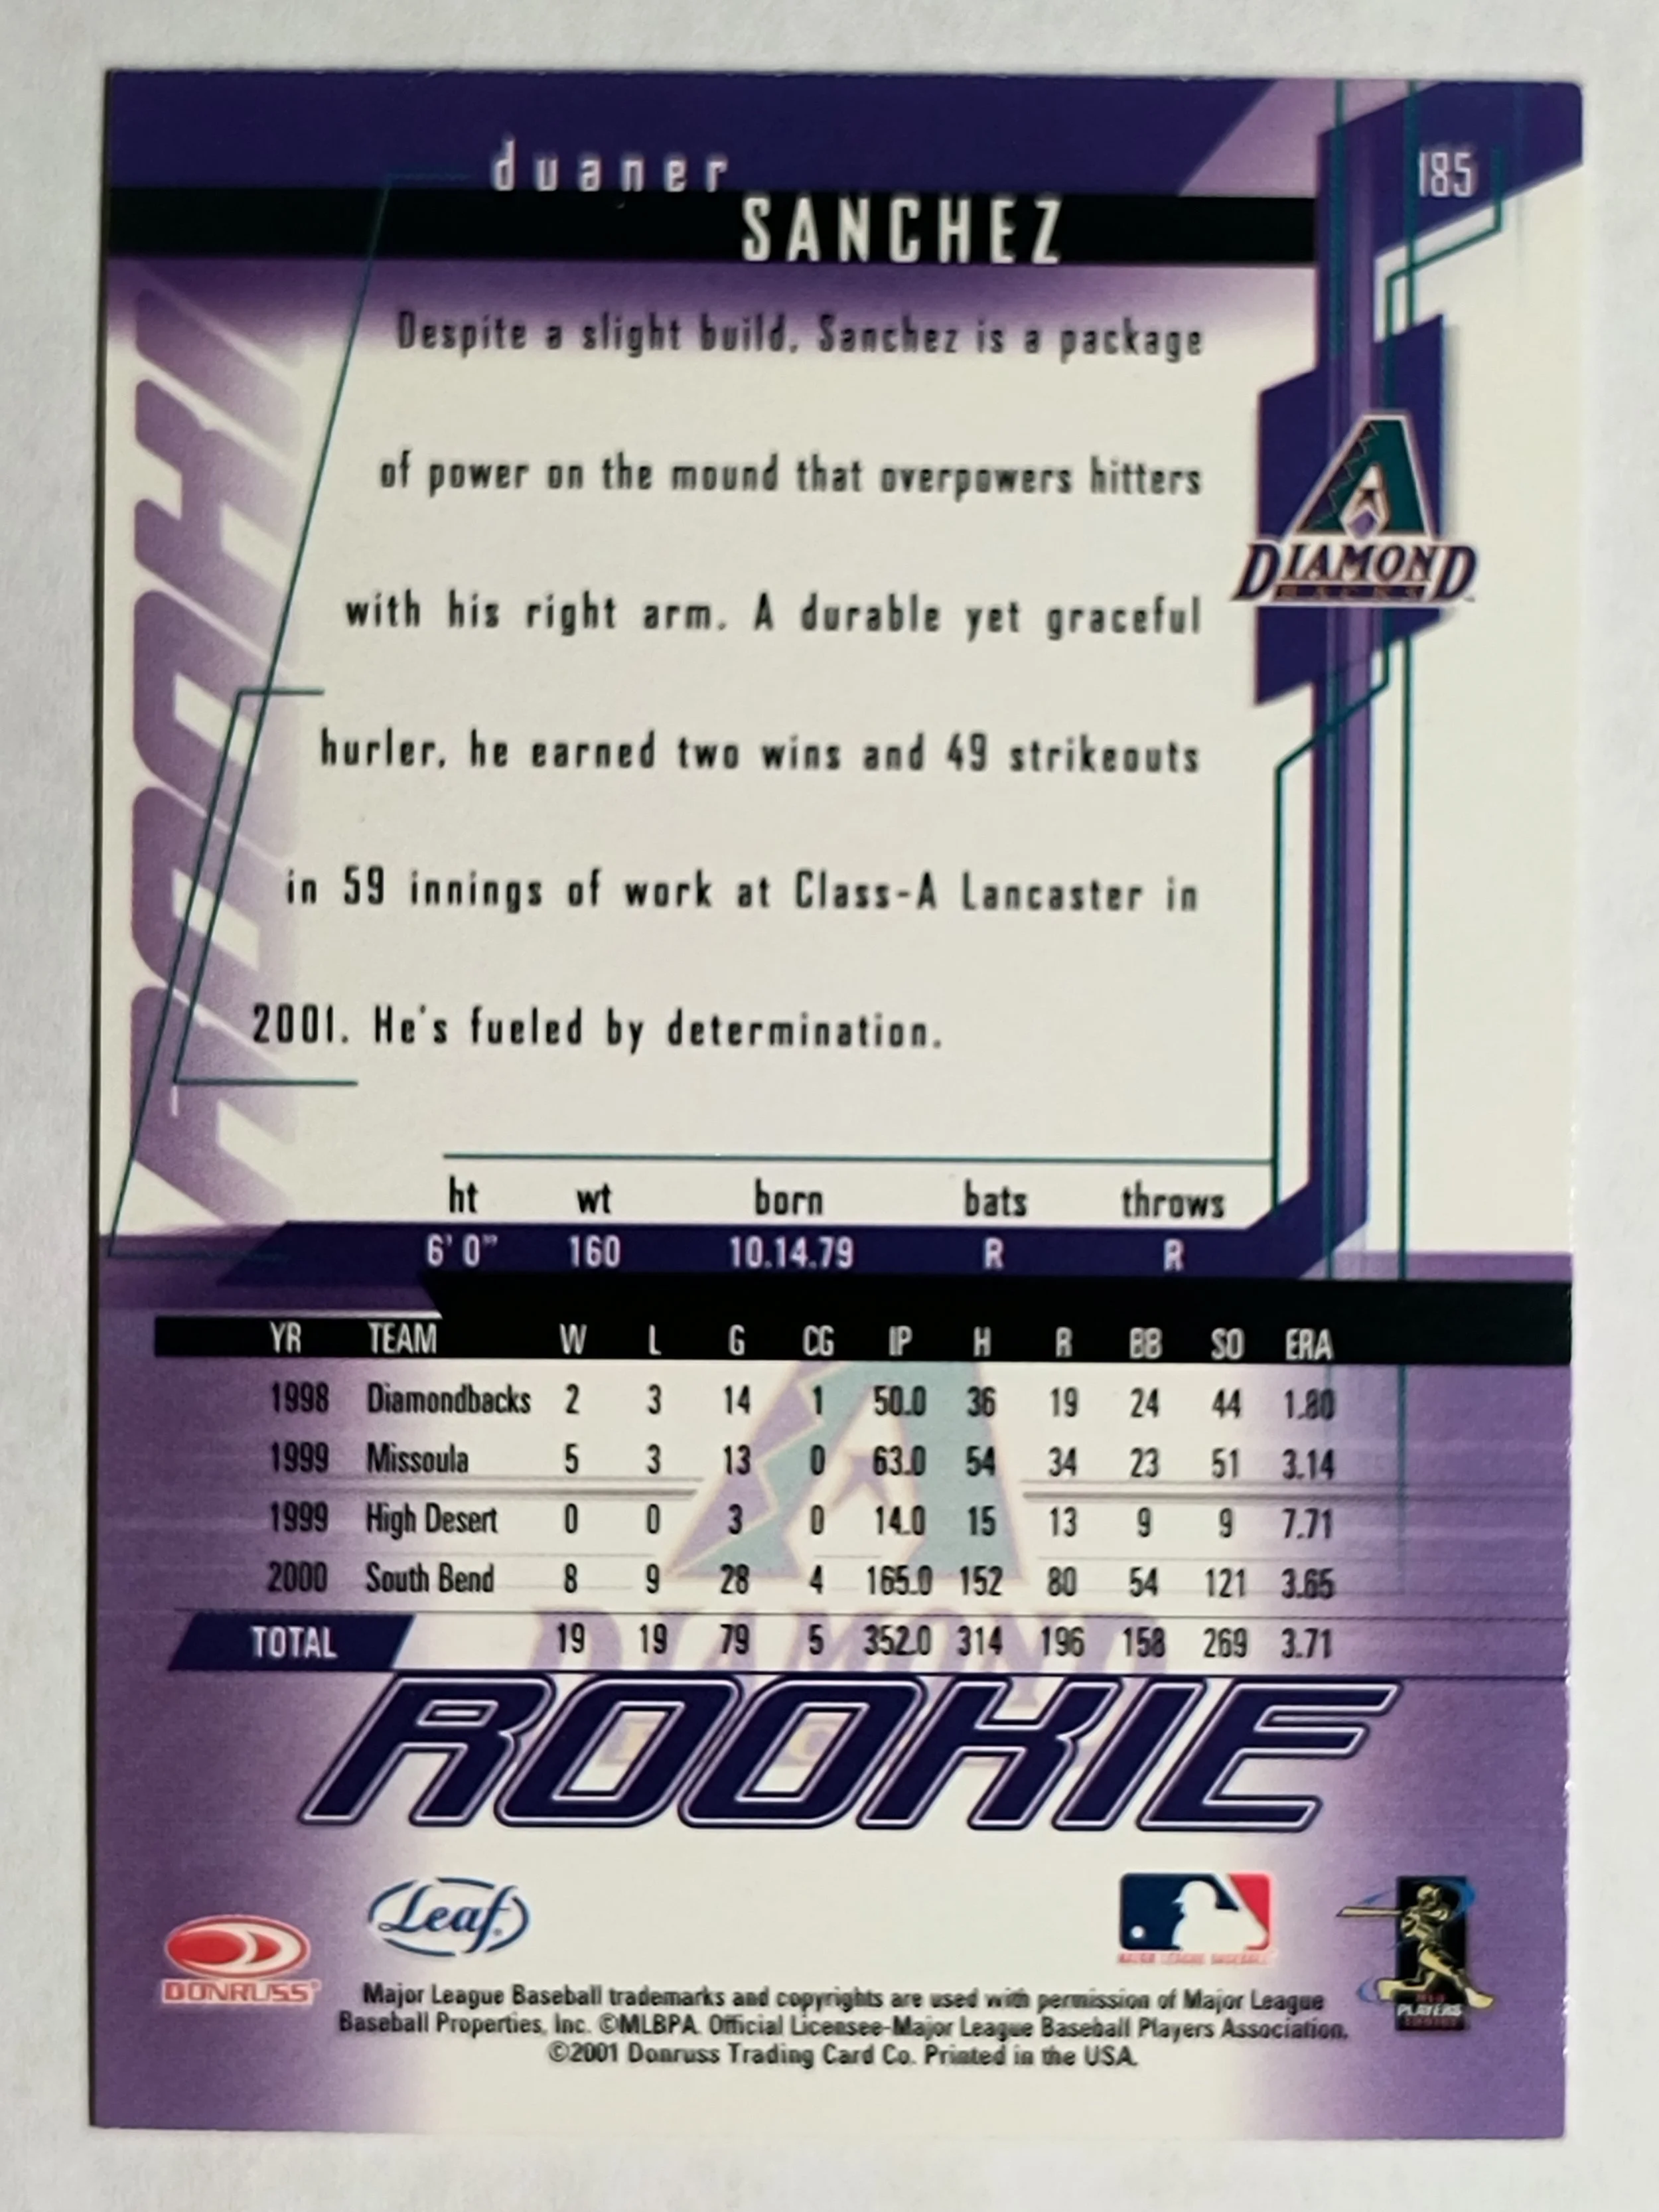 duaner
185
SANCHEZ
Despite a slight build, Sanchez is a package
of power on the mound that overpowers hitters
with his right arm. A durable yet graceful
hurler, he earned two wins and 49 strikeouts
in 59 innings of work at Class-A Lancaster in
2001. He's fueled by determination.
ROOKIE
DIAMOND
BACKS
ht wt born bats throws
6' 0" 160 10.14.79 R R
YR TEAM W L G CG IP H R BB SO ERA
1998 Diamondbacks 2 3 14 1 50.0 36 19 24 44 1.80
1999 Missoula 5 3 13 0 63.0 54 34 23 51 3.14
1999 High Desert 0 0 3 0 14.0 15 13 9 9 7.71
2000 South Bend 8 9 28 4 165.0 152 80 54 121 3.65
TOTAL 19 19 79 5 352.0 314 196 158 269 3.71
DIAMOND
ROOKIE
Leaf®
DONRUSS®
MAJOR LEAGUE BASEBALL
PLAYERS
CHOICE
Major League Baseball trademarks and copyrights are used with permission of Major League
Baseball Properties, Inc. ©MLBPA. Official Licensee-Major League Baseball Players Association.
©2001 Donruss Trading Card Co. Printed in the USA.